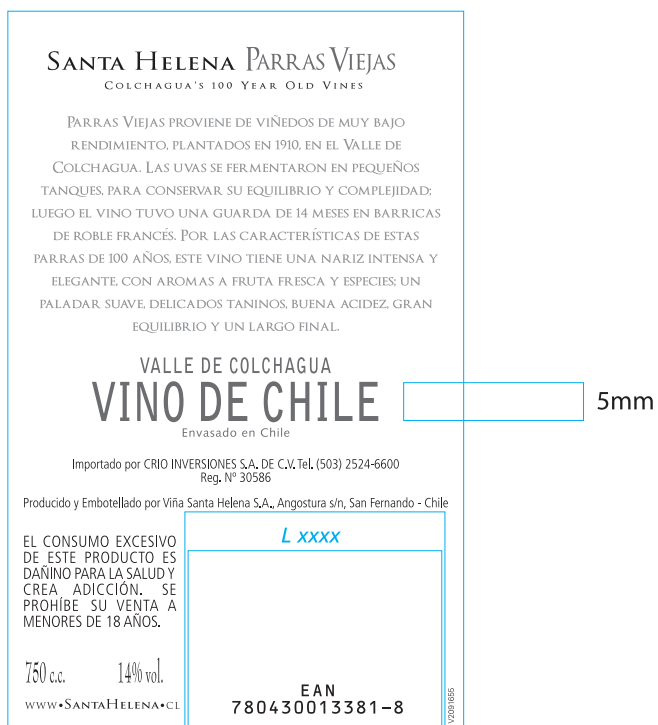 SANTA HELENA PARRAS VIEJAS
COLCHAGUA'S 100 YEAR OLD VINES
PARRAS VIEJAS PROVIENE DE VIÑEDOS DE MUY BAJO
RENDIMIENTO, PLANTADOS EN 1910, EN EL VALLE DE
COLCHAGUA. LAS UVAS SE FERMENTARON EN PEQUEÑOS
TANQUES, PARA CONSERVAR SU EQUILIBRIO Y COMPLEJIDAD;
LUEGO EL VINO TUVO UNA GUARDA DE 14 MESES EN BARRICAS
DE ROBLE FRANCÉS. POR LAS CARACTERÍSTICAS DE ESTAS
PARRAS DE 100 AÑOS, ESTE VINO TIENE UNA NARIZ INTENSA Y
ELEGANTE, CON AROMAS A FRUTA FRESCA Y ESPECIES; UN
PALADAR SUAVE, DELICADOS TANINOS, BUENA ACIDEZ, GRAN
EQUILIBRIO Y UN LARGO FINAL.
VALLE DE COLCHAGUA
VINO DE CHILE
5mm
Envasado en Chile
Importado por CRIO INVERSIONES S.A. DE C.V. Tel. (503) 2524-6600
Reg. N° 30586
Producido y Embotellado por Viña Santa Helena S.A., Angostura s/n, San Fernando - Chile
EL CONSUMO EXCESIVO
DE ESTE PRODUCTO ES
DAÑINO PARA LA SALUD Y
CREA ADICCIÓN. SE
PROHÍBE SU VENTA A
MENORES DE 18 AÑOS.
750 c.c. 14% vol.
WWW•SANTAHELENA•CL
L xxxx
EAN
780430013381-8
V2091655